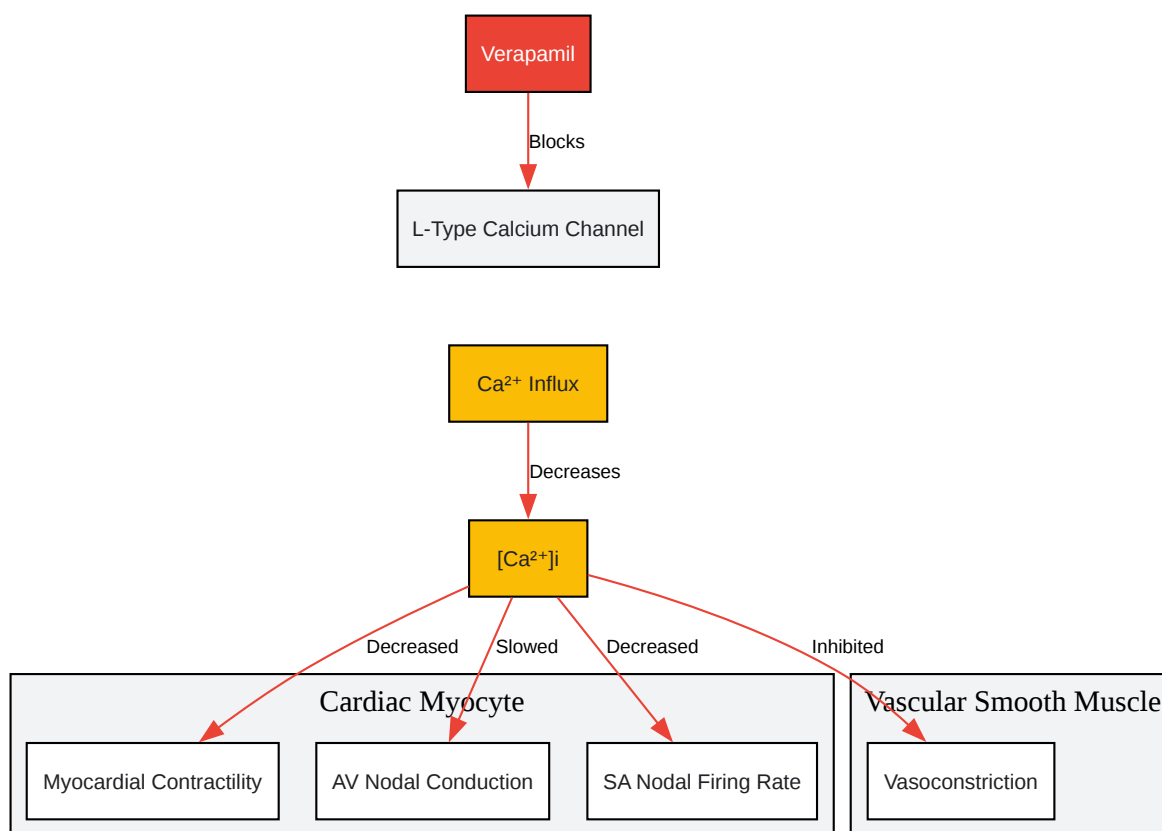 Verapamil
Blocks
L-Type Calcium Channel
Ca²⁺ Influx
Decreases
[Ca²⁺]i
Decreased
Slowed
Decreased
Inhibited
Cardiac Myocyte
Vascular Smooth Muscle
Myocardial Contractility
AV Nodal Conduction
SA Nodal Firing Rate
Vasoconstriction